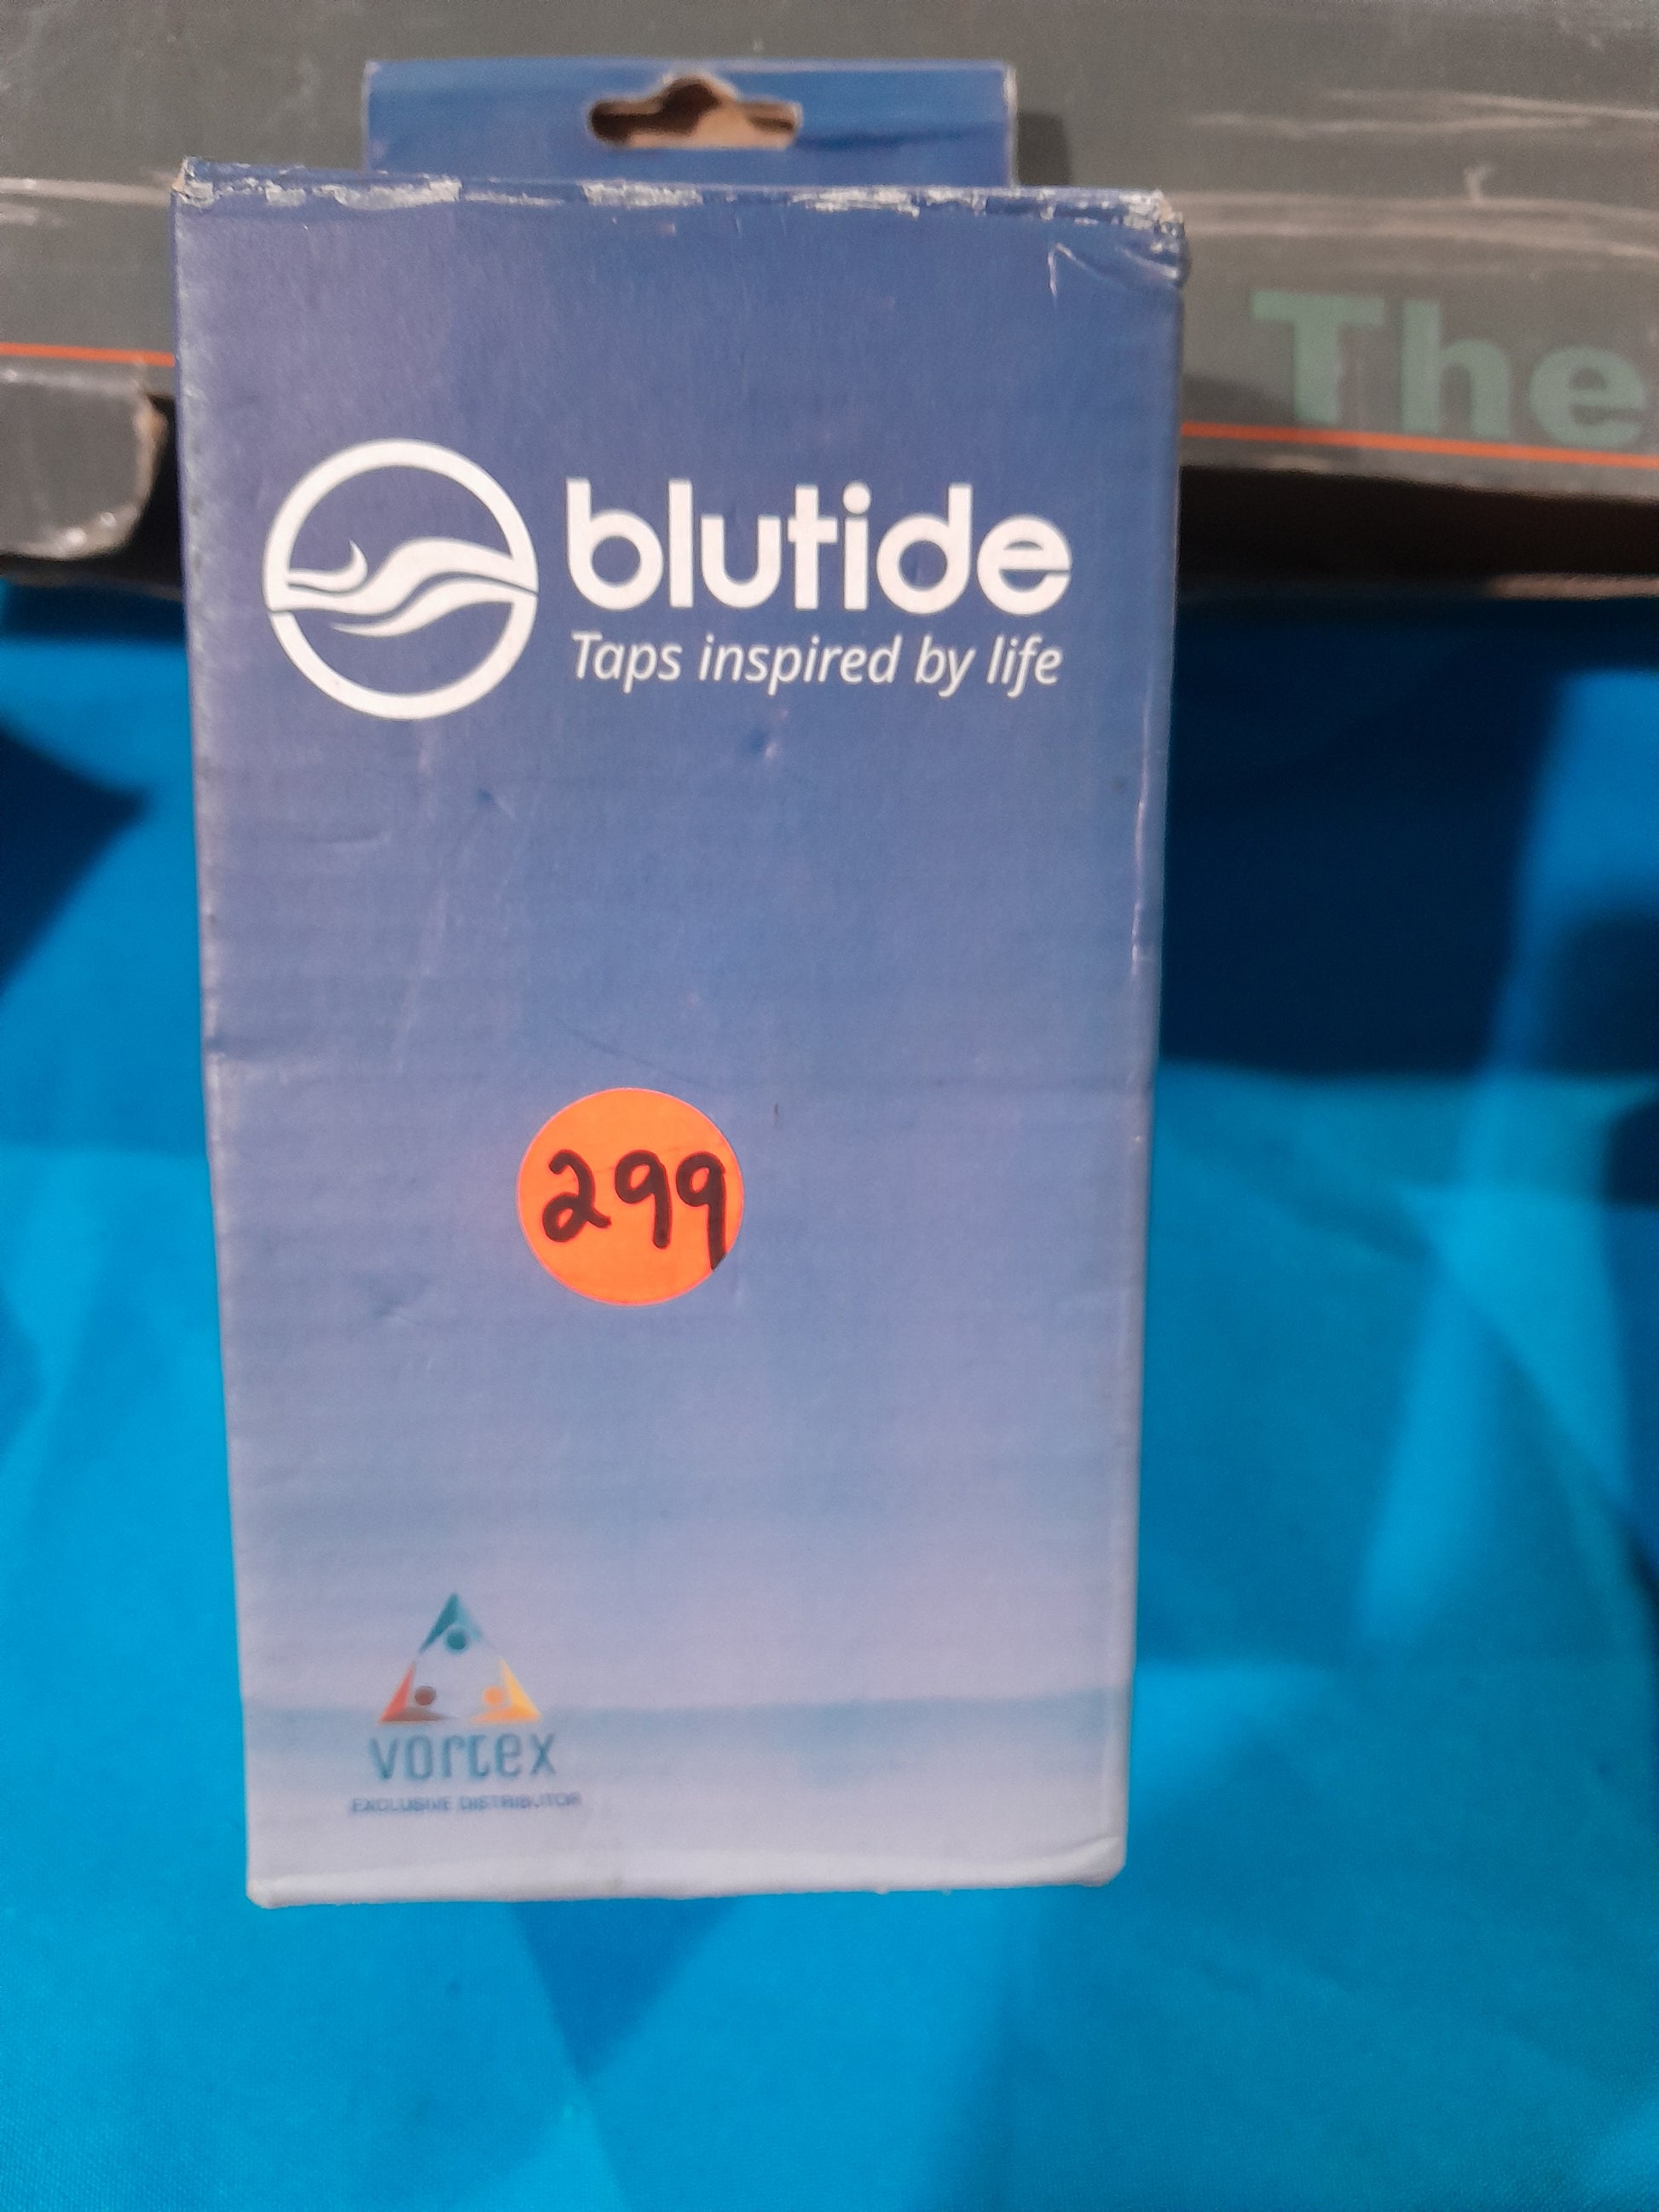 The
blutide
Taps inspired by life
299
vortex
EXCLUSIVE DISTRIBUTOR